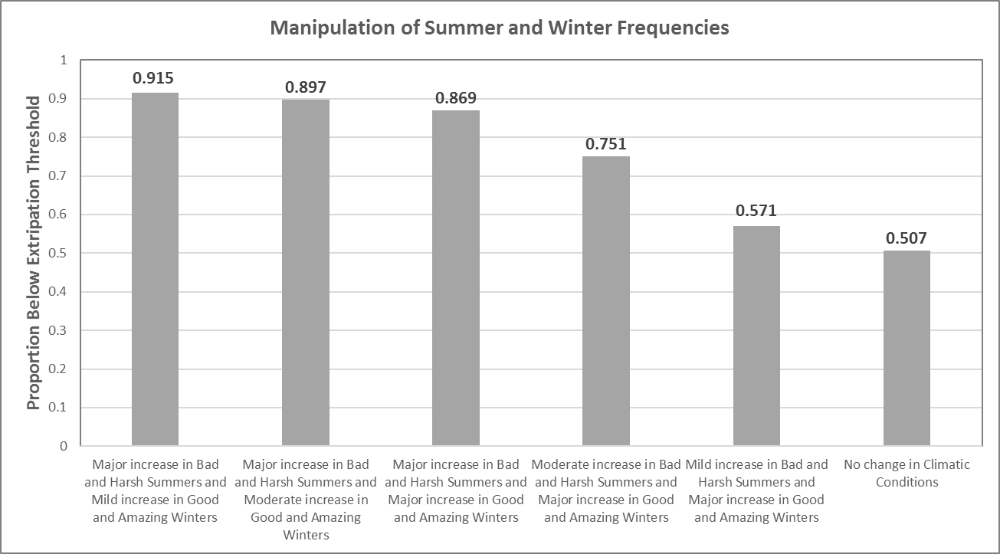 Manipulation of Summer and Winter Frequencies
Proportion Below Extripation Threshold
1
0.9
0.8
0.7
0.6
0.5
0.4
0.3
0.2
0.1
0
0.915
0.897
0.869
0.751
0.571
0.507
Major increase in Bad
and Harsh Summers and
Mild increase in Good
and Amazing Winters
Major increase in Bad
and Harsh Summers and
Moderate increase in
Good and Amazing
Winters
Major increase in Bad
and Harsh Summers and
Major increase in Good
and Amazing Winters
Moderate increase in Bad
and Harsh Summers and
Major increase in Good
and Amazing Winters
Mild increase in Bad and
Harsh Summers and
Major increase in Good
and Amazing Winters
No change in Climatic
Conditions